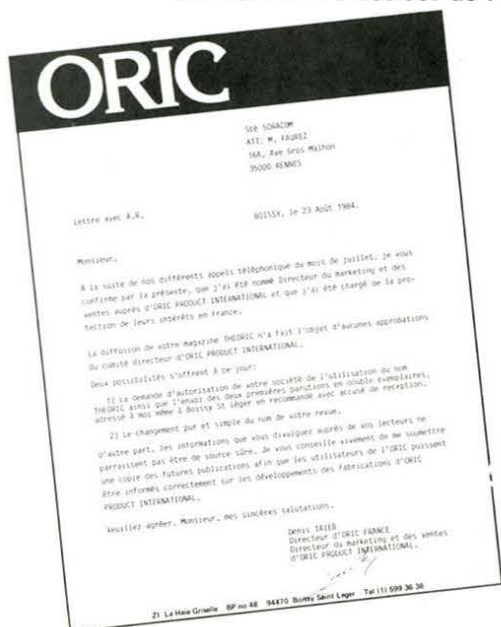 ORIC
Sté SORACOM
ATT: M. FAUREZ
16A, Ave Gros Malhon
35000 RENNES
Lettre avec A.R.
BOISSY, le 23 Août 1984.
Monsieur,
A la suite de nos différents appels téléphonique du mois de juillet, je vous
confirme par la présente, que j'ai été nommé Directeur du marketing et des
ventes auprès d'ORIC PRODUCT INTERNATIONAL et que j'ai été chargé de la pro-
tection de leurs intérêts en France.
La diffusion de votre magazine THEORIC n'a fait l'objet d'aucunes approbations
du comité directeur d'ORIC PRODUCT INTERNATIONAL.
Deux possibilités s'offrent à ce jour:
1) La demande d'autorisation de votre société de l'utilisation du nom
THEORIC ainsi que l'envoi des deux premières parutions en double exemplaires,
adressé à moi même à Boissy St Léger en recommandé avec accusé de réception.
2) Le changement pur et simple du nom de votre revue.
D'autre part, les informations que vous divulguez auprès de vos lecteurs ne
parraissent pas être de source sûre. Je vous conseille vivement de me soumettre
une copie des futures publications afin que les utilisateurs de l'ORIC puissent
être informés correctement sur les développements des fabrications d'ORIC
PRODUCT INTERNATIONAL.
Veuillez agréer, Monsieur, mes sincères salutations.
Denis TAIEB
Directeur d'ORIC FRANCE
Directeur du marketing et des ventes
d'ORIC PRODUCT INTERNATIONAL.
21 La Haie Griselle BP no 48 94470 Boissy Saint Leger Tel (1) 599 36 36